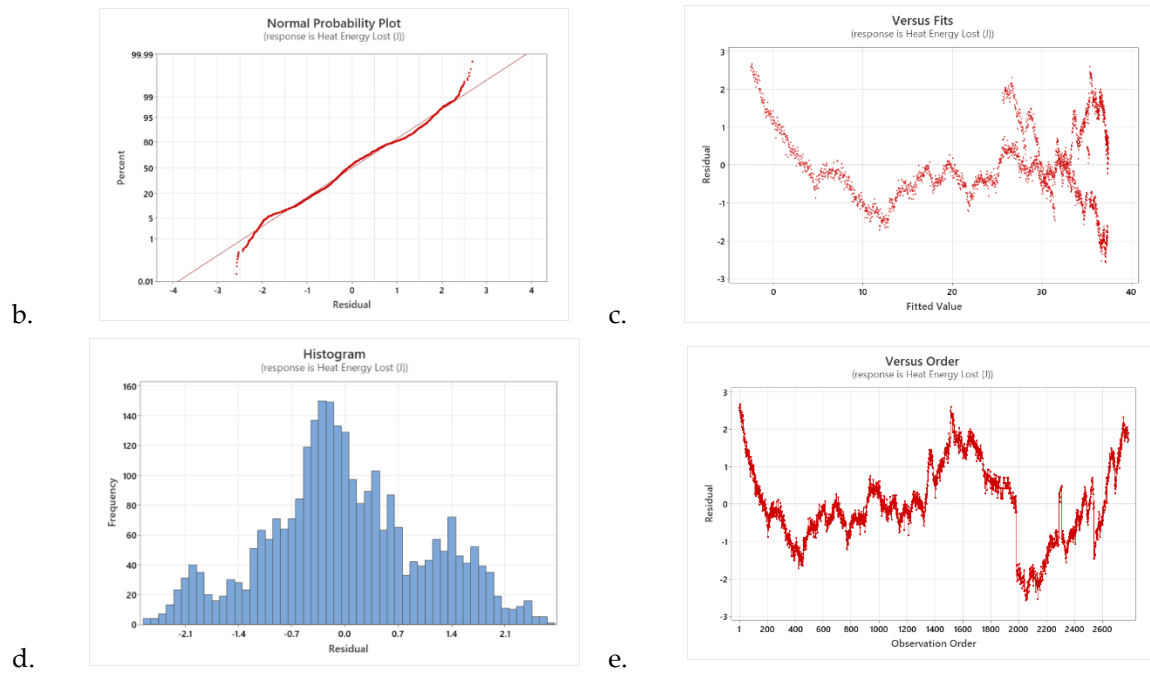 b.
Normal Probability Plot
(response is Heat Energy Lost (J))
Percent
99.99
99
95
80
50
20
5
1
0.01
-4 -3 -2 -1 0 1 2 3 4
Residual
c.
Versus Fits
(response is Heat Energy Lost (J))
Residual
3
2
1
0
-1
-2
-3
0 10 20 30 40
Fitted Value
d.
Histogram
(response is Heat Energy Lost (J))
Frequency
160
140
120
100
80
60
40
20
0
-2.1 -1.4 -0.7 0.0 0.7 1.4 2.1
Residual
e.
Versus Order
(response is Heat Energy Lost (J))
Residual
3
2
1
0
-1
-2
-3
1 200 400 600 800 1000 1200 1400 1600 1800 2000 2200 2400 2600
Observation Order